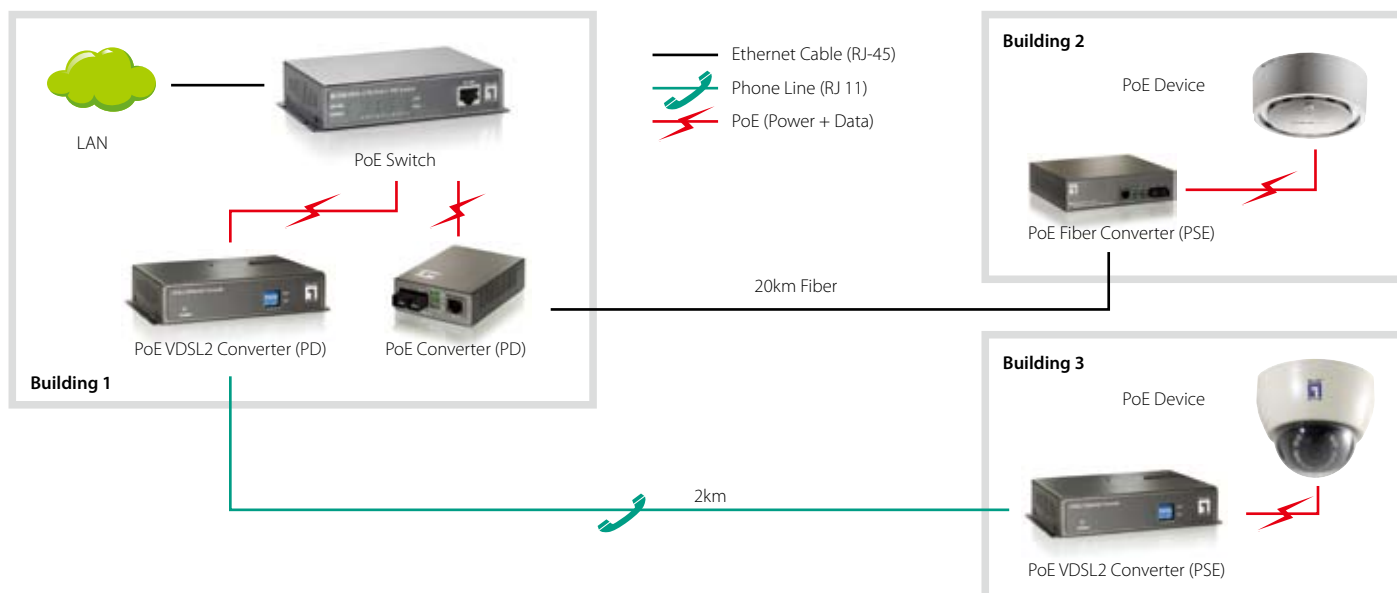 LAN
PoE Switch
PoE VDSL2 Converter (PD)
PoE Converter (PD)
Building 1
Ethernet Cable (RJ-45)
Phone Line (RJ 11)
PoE (Power + Data)
20km Fiber
2km
Building 2
PoE Device
PoE Fiber Converter (PSE)
Building 3
PoE Device
PoE VDSL2 Converter (PSE)